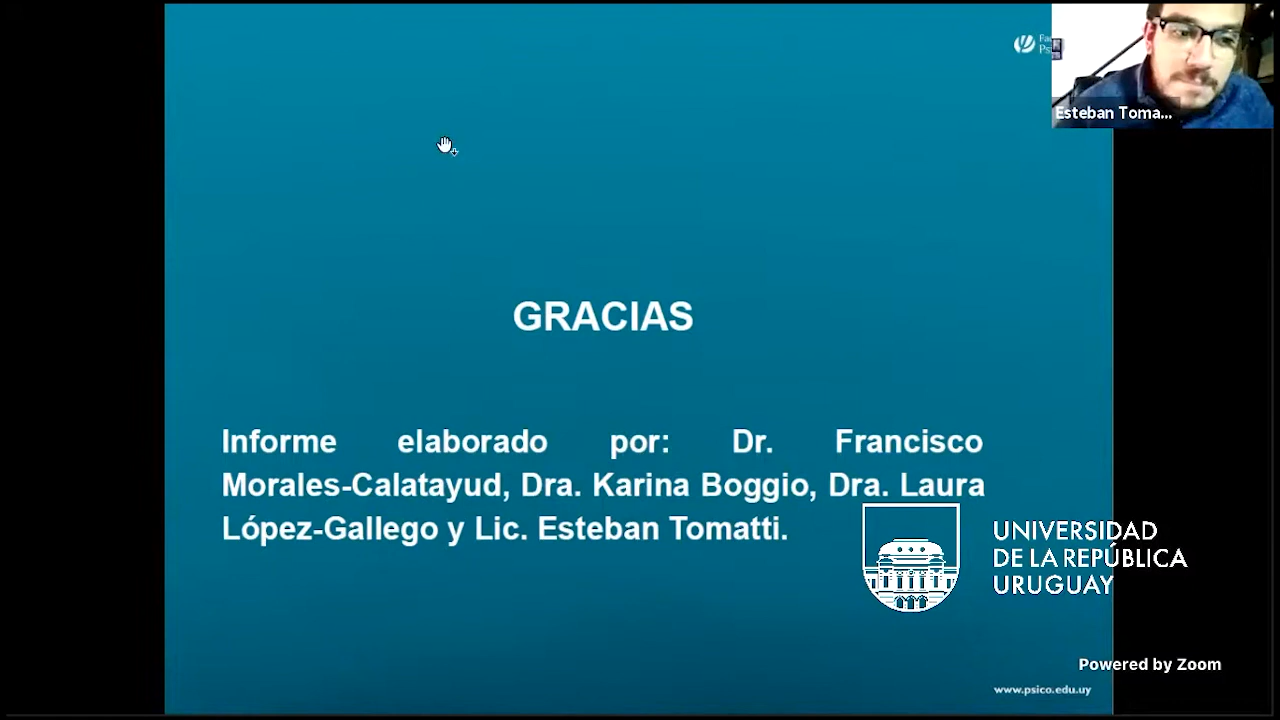 Esteban Toma...
GRACIAS
Informe elaborado por: Dr. Francisco
Morales-Calatayud, Dra. Karina Boggio, Dra. Laura
López-Gallego y Lic. Esteban Tomatti.
UNIVERSIDAD
DE LA REPÚBLICA
URUGUAY
Powered by Zoom
www.psico.edu.uy